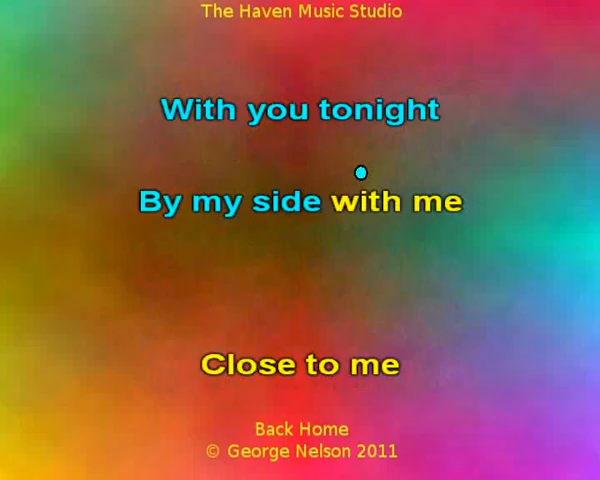 The Haven Music Studio
With you tonight
By my side with me
Close to me
Back Home
© George Nelson 2011